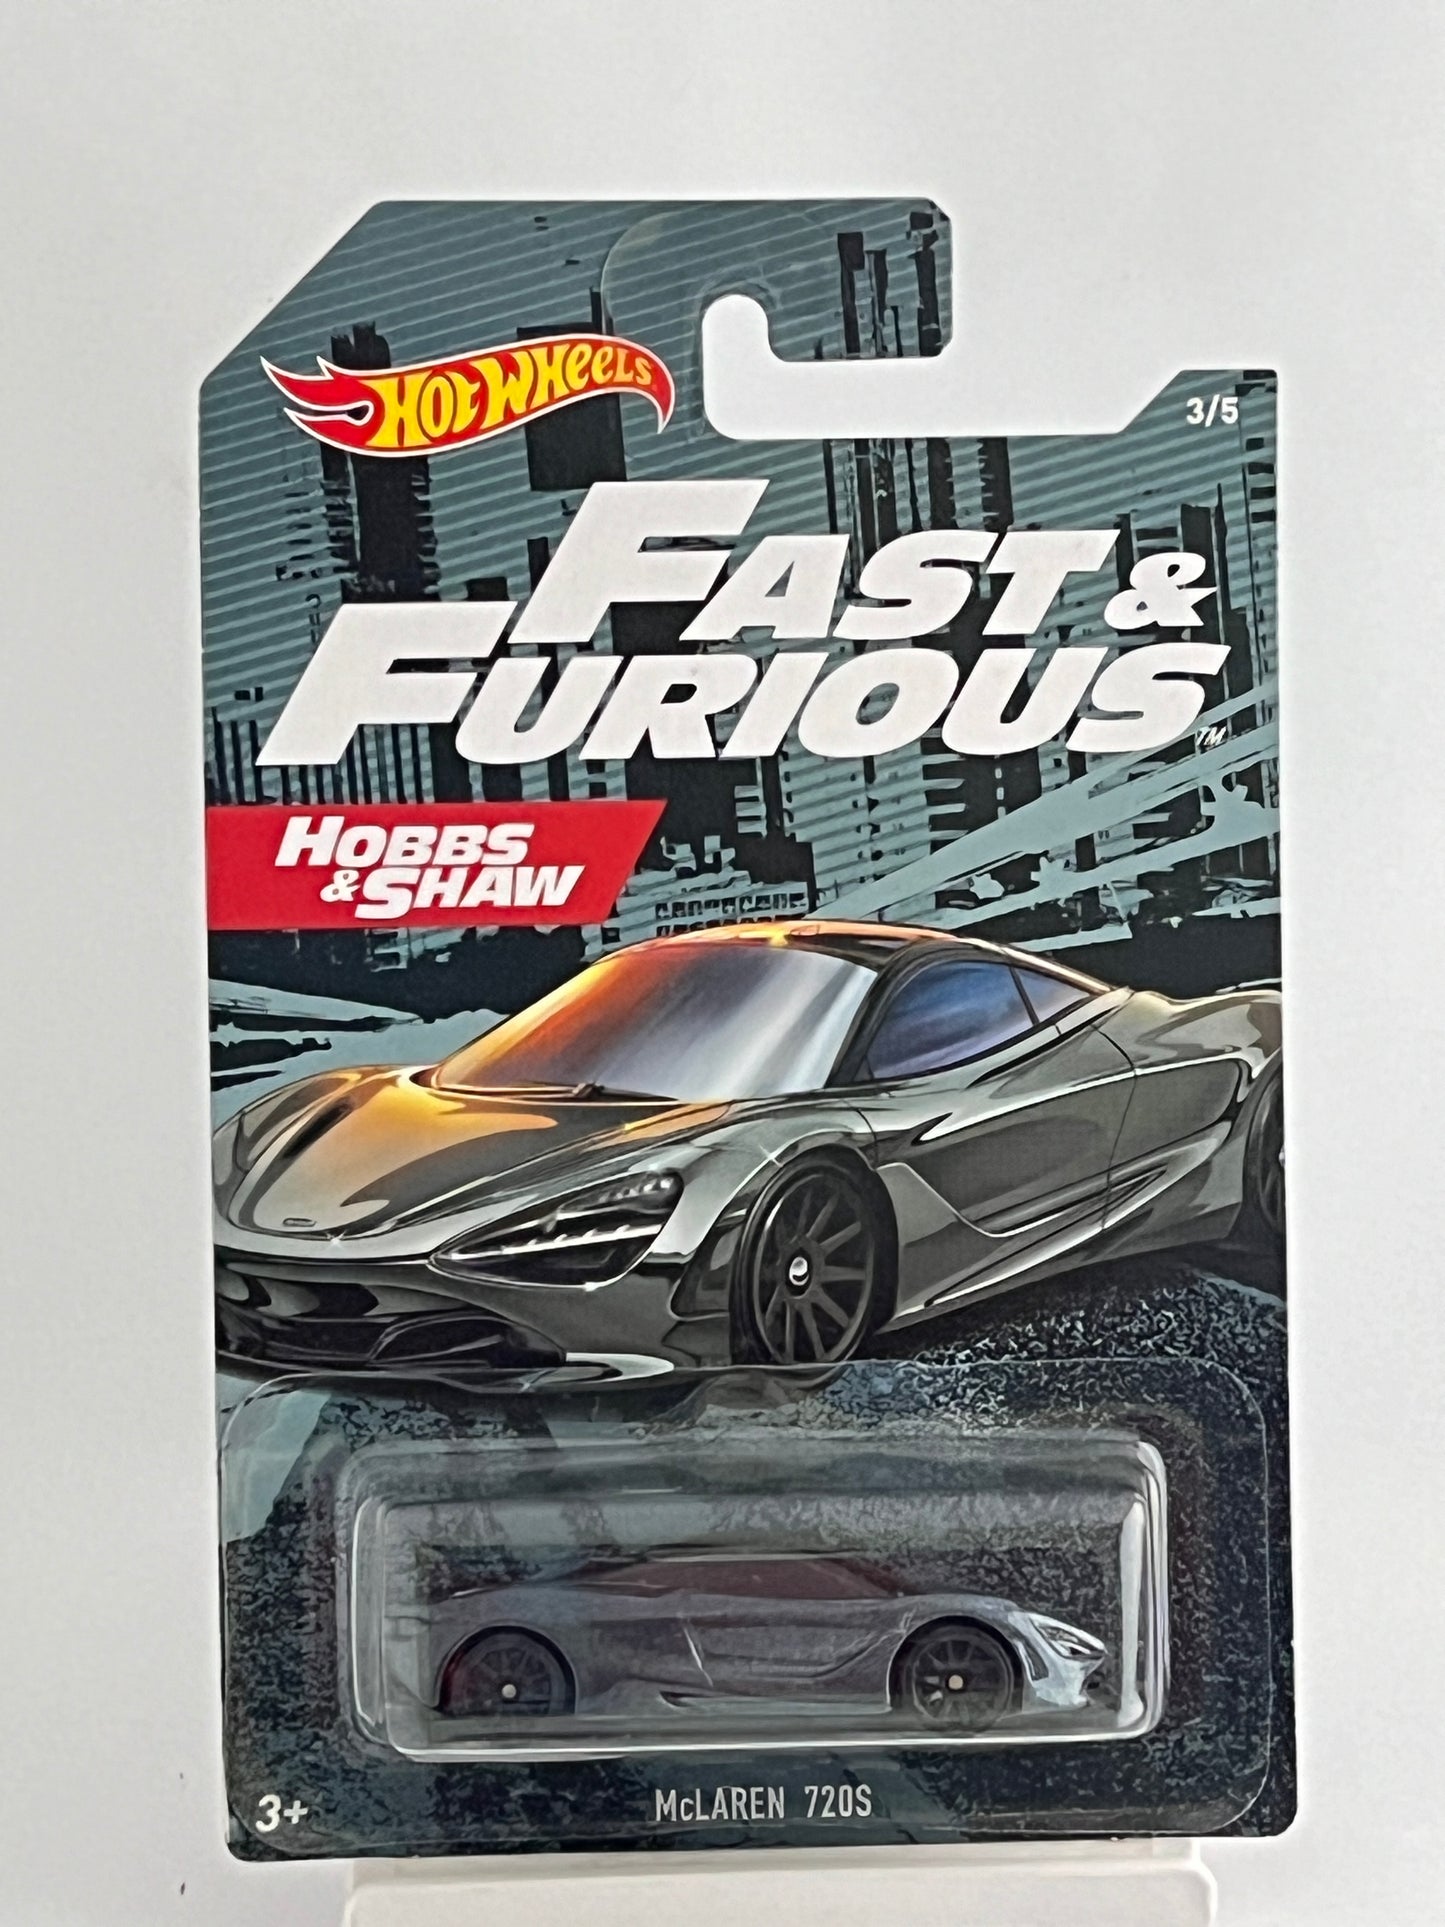 HOT WHEELS
3/5
FAST &
FURIOUS
TM
HOBBS
& SHAW
3+
McLAREN 720S